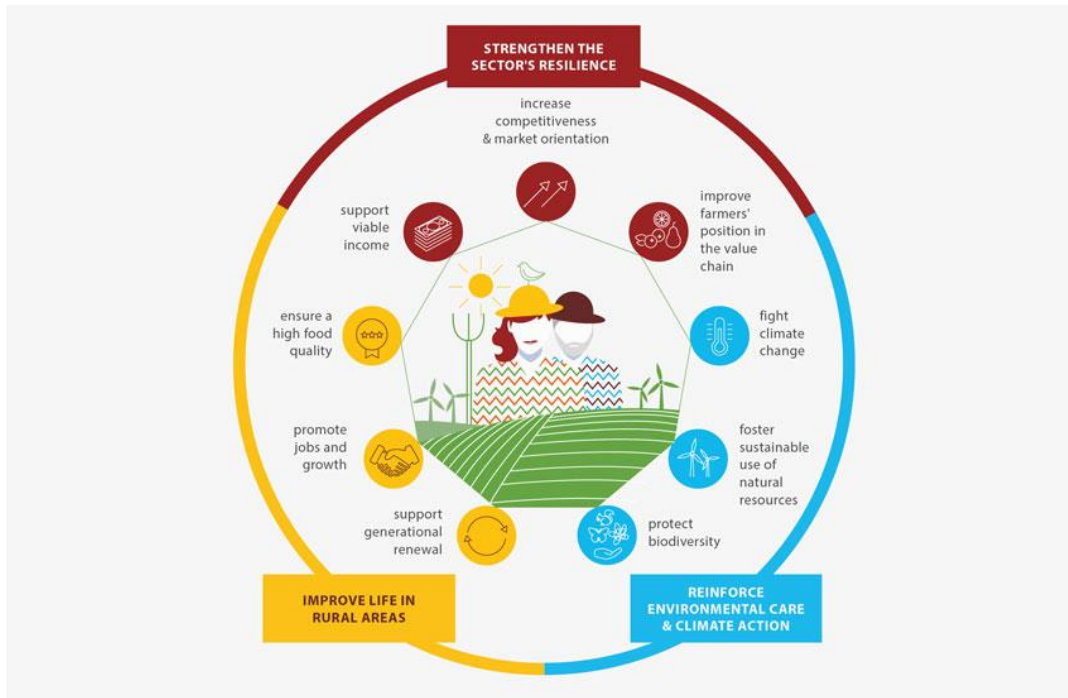 STRENGTHEN THE
SECTOR'S RESILIENCE
increase
competitiveness
& market orientation
improve
farmers'
position in
the value
chain
fight
climate
change
foster
sustainable
use of
natural
resources
protect
biodiversity
REINFORCE
ENVIRONMENTAL CARE
& CLIMATE ACTION
support
viable
income
ensure a
high food
quality
promote
jobs and
growth
support
generational
renewal
IMPROVE LIFE IN
RURAL AREAS